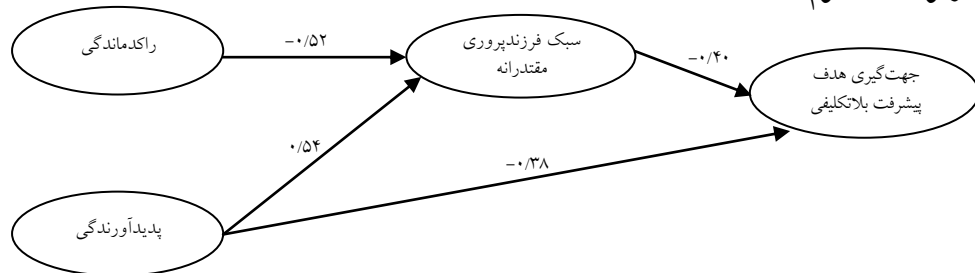 راکدماندگی
-۰/۵۲
سبک فرزندپروری
مقتدرانه
-۰/۴۰
جهت‌گیری هدف
پیشرفت بلاتکلیفی
۰/۵۴
-۰/۳۸
پدیدآورندگی